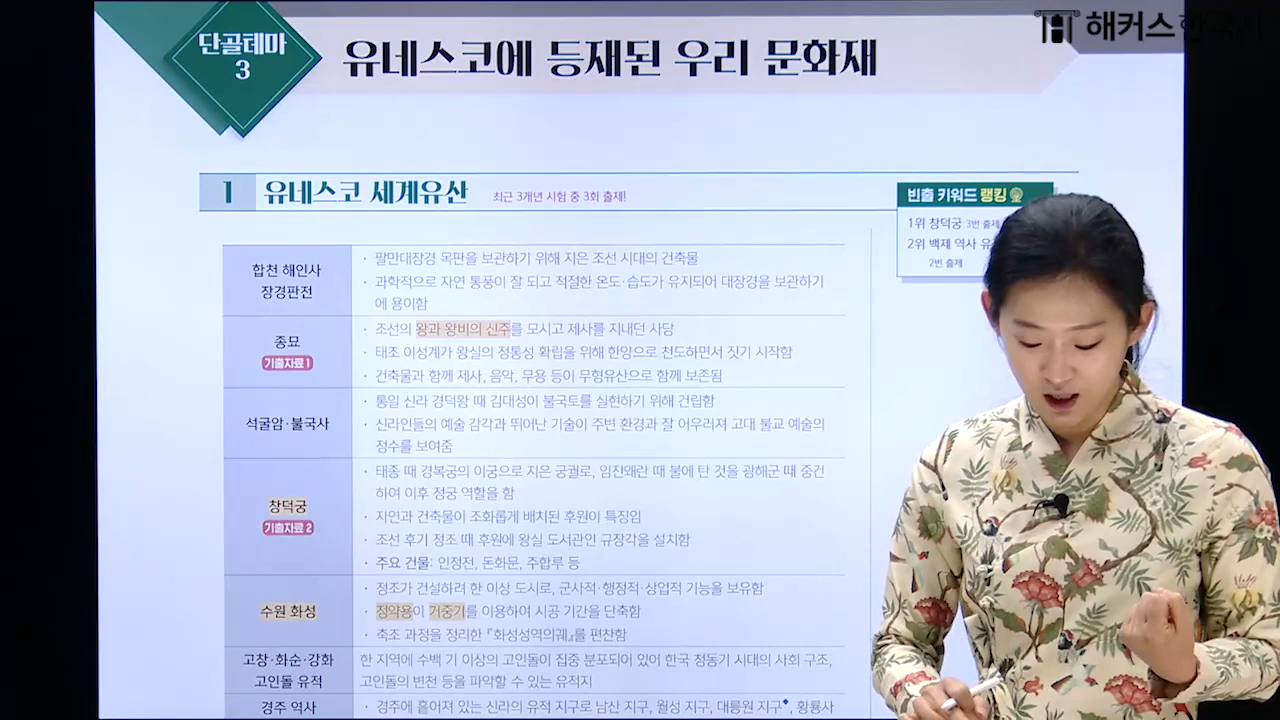 해커스한국사
단골테마
3
유네스코에 등재된 우리 문화재
1 유네스코 세계유산 최근 3개년 시험 중 3회 출제!
빈출 키워드 랭킹
1위 창덕궁 3번 출제
2위 백제 역사 유
2번 출제
합천 해인사
장경판전
· 팔만대장경 목판을 보관하기 위해 지은 조선 시대의 건축물
· 과학적으로 자연 통풍이 잘 되고 적절한 온도·습도가 유지되어 대장경을 보관하기
에 용이함
종묘
기출자료 1
· 조선의 왕과 왕비의 신주를 모시고 제사를 지내던 사당
· 태조 이성계가 왕실의 정통성 확립을 위해 한양으로 천도하면서 짓기 시작함
· 건축물과 함께 제사, 음악, 무용 등이 무형유산으로 함께 보존됨
석굴암·불국사
· 통일 신라 경덕왕 때 김대성이 불국토를 실현하기 위해 건립함
· 신라인들의 예술 감각과 뛰어난 기술이 주변 환경과 잘 어우러져 고대 불교 예술의
정수를 보여줌
창덕궁
기출자료 2
· 태종 때 경복궁의 이궁으로 지은 궁궐로, 임진왜란 때 불에 탄 것을 광해군 때 중건
하여 이후 정궁 역할을 함
· 자연과 건축물이 조화롭게 배치된 후원이 특징임
· 조선 후기 정조 때 후원에 왕실 도서관인 규장각을 설치함
· 주요 건물: 인정전, 돈화문, 주합루 등
수원 화성
· 정조가 건설하려 한 이상 도시로, 군사적·행정적·상업적 기능을 보유함
· 정약용이 거중기를 이용하여 시공 기간을 단축함
· 축조 과정을 정리한 『화성성역의궤』를 편찬함
고창·화순·강화
고인돌 유적
한 지역에 수백 기 이상의 고인돌이 집중 분포되어 있어 한국 청동기 시대의 사회 구조,
고인돌의 변천 등을 파악할 수 있는 유적지
경주 역사
· 경주에 흩어져 있는 신라의 유적 지구로 남산 지구, 월성 지구, 대릉원 지구◆, 황룡사